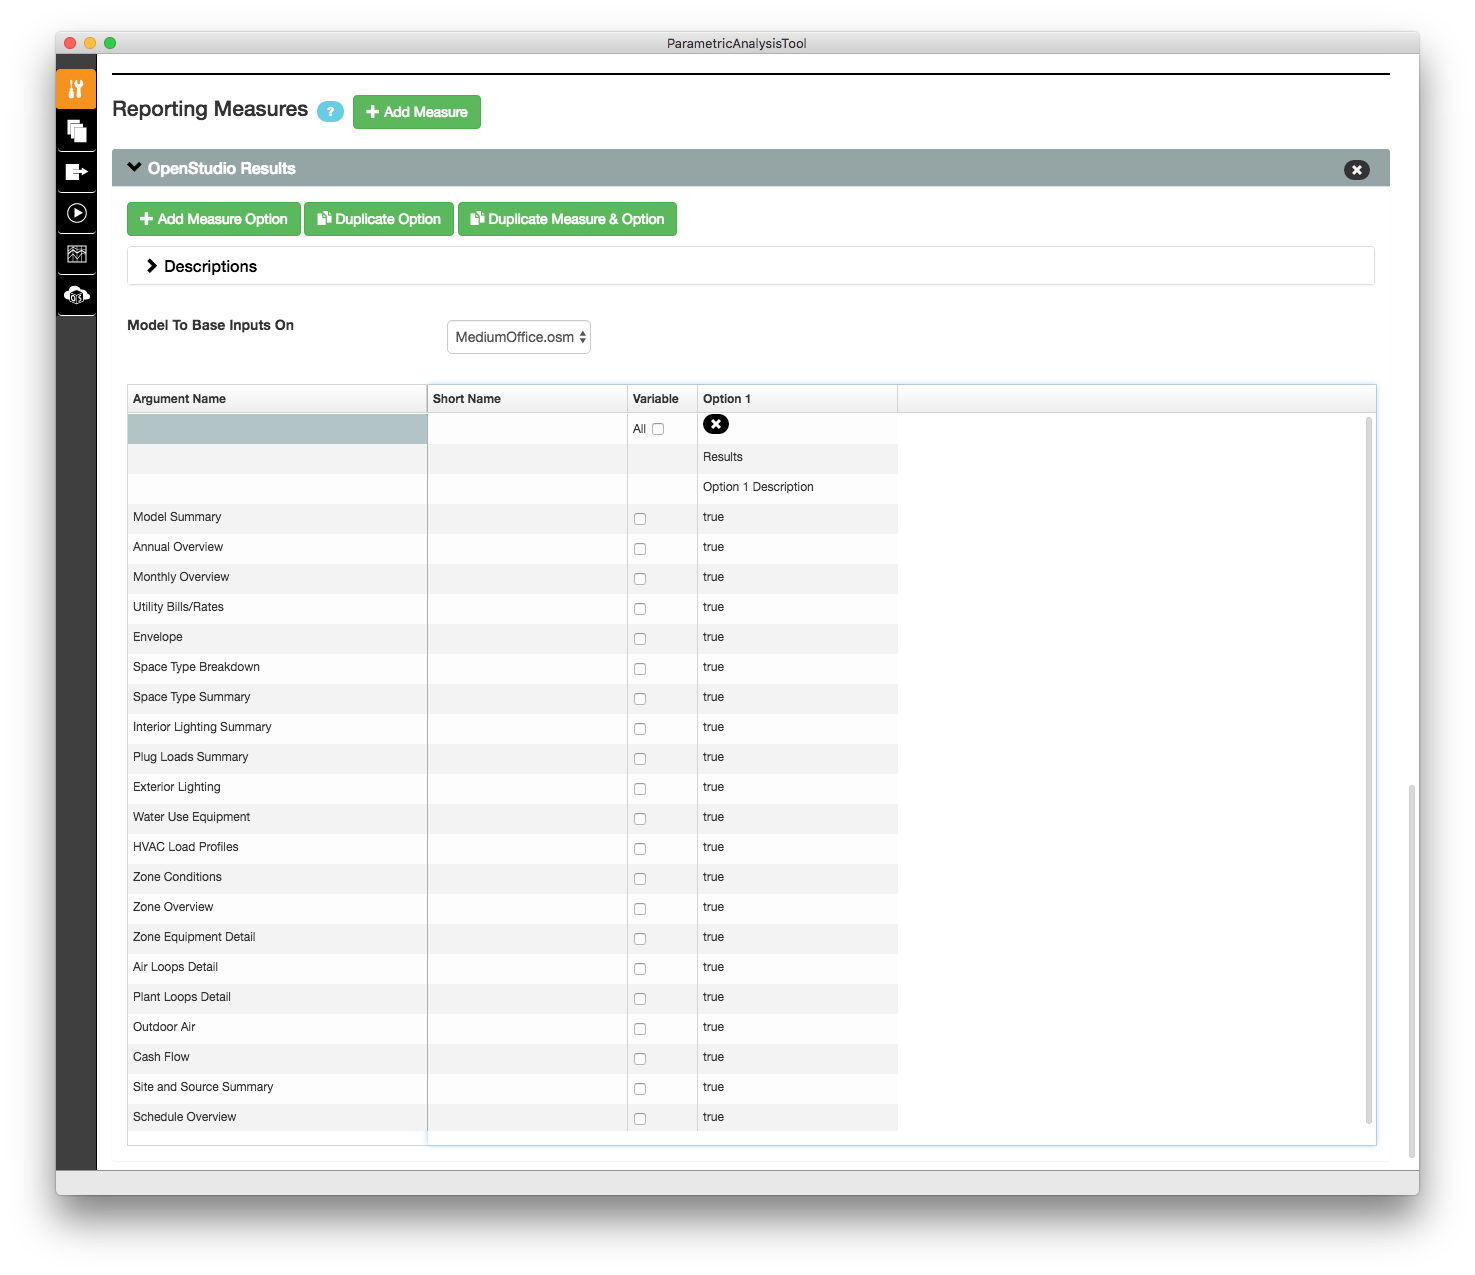 ParametricAnalysisTool
Reporting Measures ? Add Measure
OpenStudio Results
Add Measure Option Duplicate Option Duplicate Measure & Option
Descriptions
Model To Base Inputs On MediumOffice.osm
Argument Name Short Name Variable Option 1
All
Results
Option 1 Description
Model Summary true
Annual Overview true
Monthly Overview true
Utility Bills/Rates true
Envelope true
Space Type Breakdown true
Space Type Summary true
Interior Lighting Summary true
Plug Loads Summary true
Exterior Lighting true
Water Use Equipment true
HVAC Load Profiles true
Zone Conditions true
Zone Overview true
Zone Equipment Detail true
Air Loops Detail true
Plant Loops Detail true
Outdoor Air true
Cash Flow true
Site and Source Summary true
Schedule Overview true